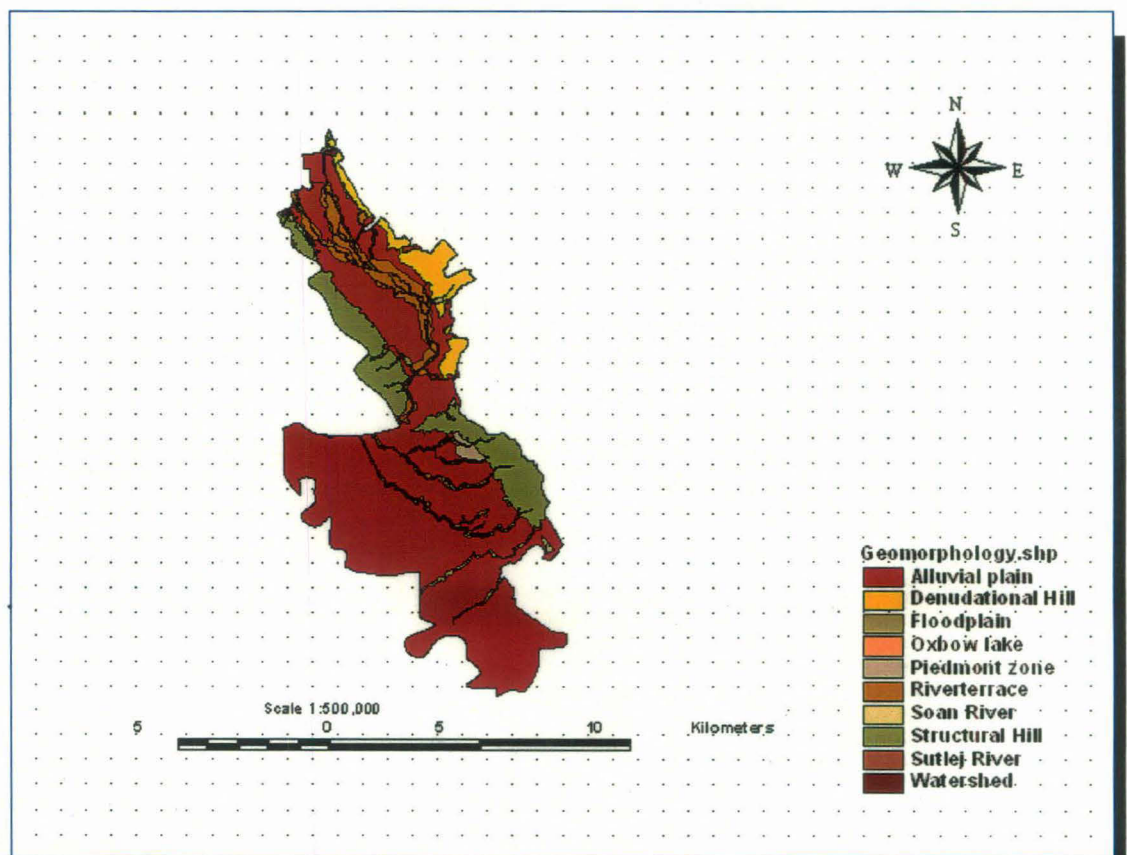 N
W E
S
Geomorphology.shp
Alluvial plain
Denudational Hill
Floodplain
Oxbow lake
Piedmont zone
Riverterrace
Soan River
Structural Hill
Sutlej River
Watershed
Scale 1:500,000
5 0 5 10 Kilometers